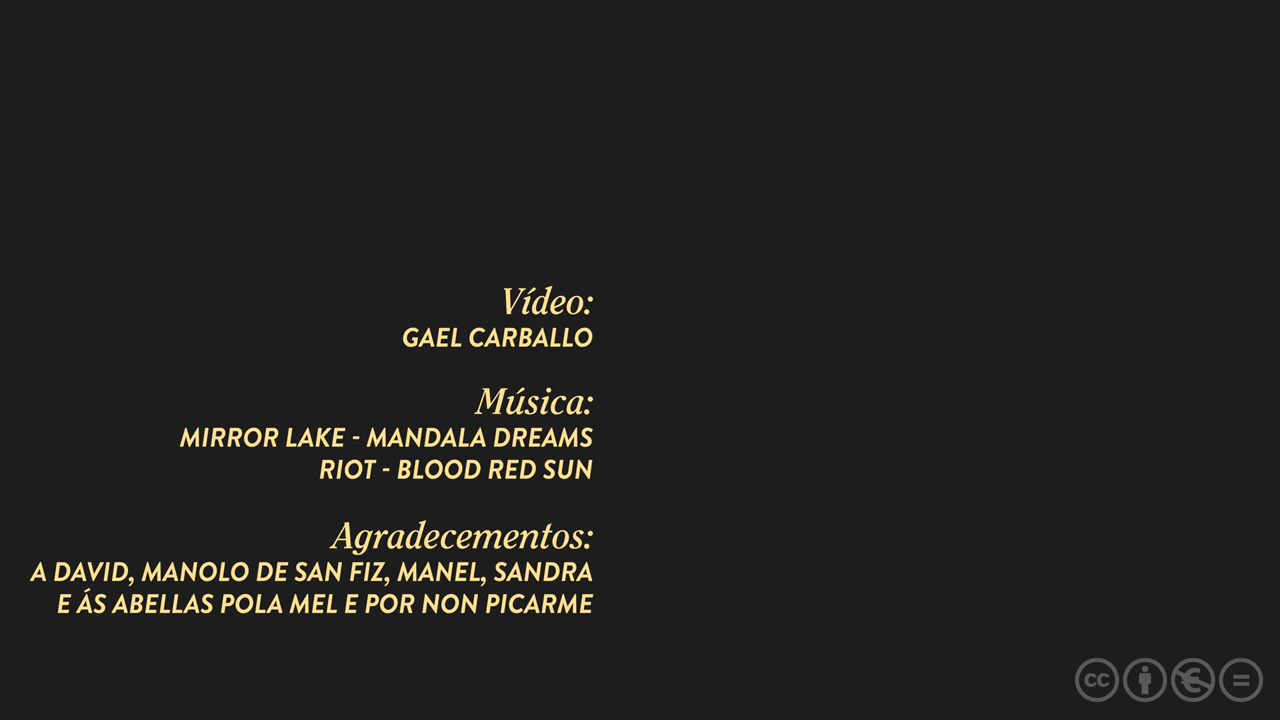 Vídeo:
GAEL CARBALLO
Música:
MIRROR LAKE - MANDALA DREAMS
RIOT - BLOOD RED SUN
Agradecementos:
A DAVID, MANOLO DE SAN FIZ, MANEL, SANDRA
E ÁS ABELLAS POLA MEL E POR NON PICARME
cc € =